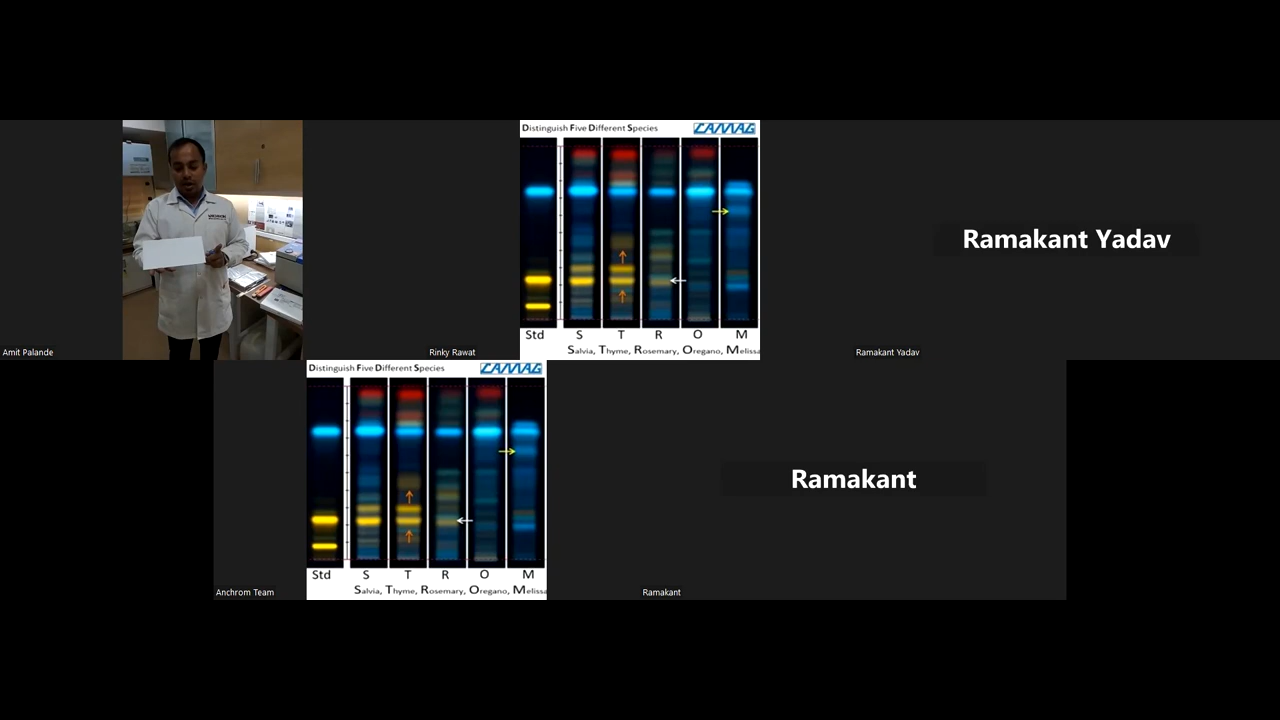 Distinguish Five Different Species
CAMAG
Std S T R O M
Salvia, Thyme, Rosemary, Oregano, Melissa
Ramakant Yadav
Amit Palande
Rinky Rawat
Ramakant Yadav
Distinguish Five Different Species
CAMAG
Std S T R O M
Salvia, Thyme, Rosemary, Oregano, Melissa
Ramakant
Anchrom Team
Ramakant